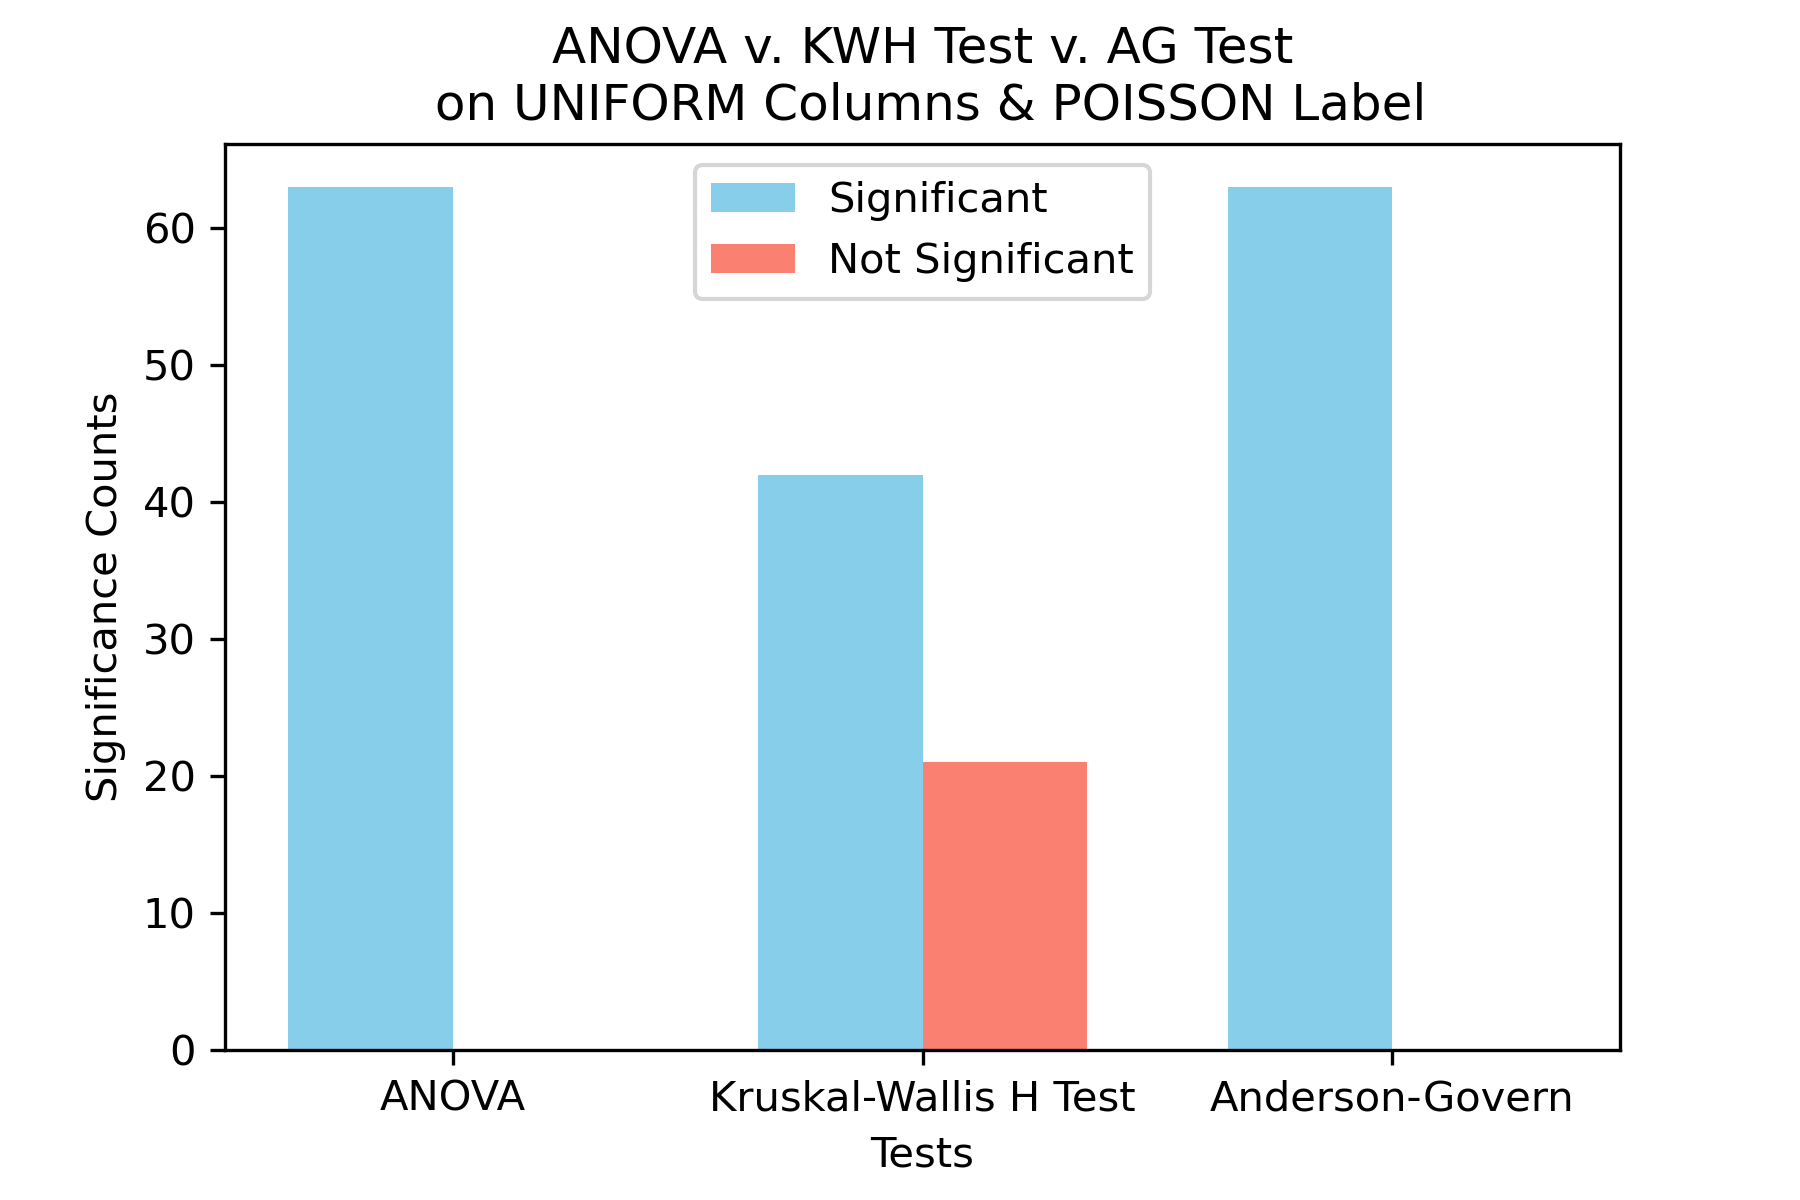 ANOVA v. KWH Test v. AG Test
on UNIFORM Columns & POISSON Label
Significant
Not Significant
Significance Counts
60
50
40
30
20
10
0
ANOVA
Kruskal-Wallis H Test
Anderson-Govern
Tests